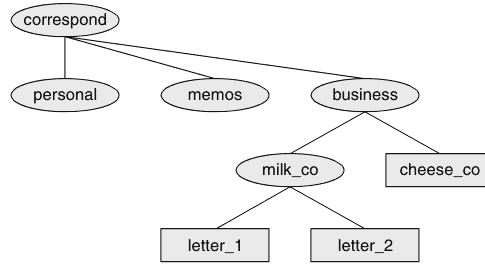 correspond
personal
memos
business
milk_co
cheese_co
letter_1
letter_2